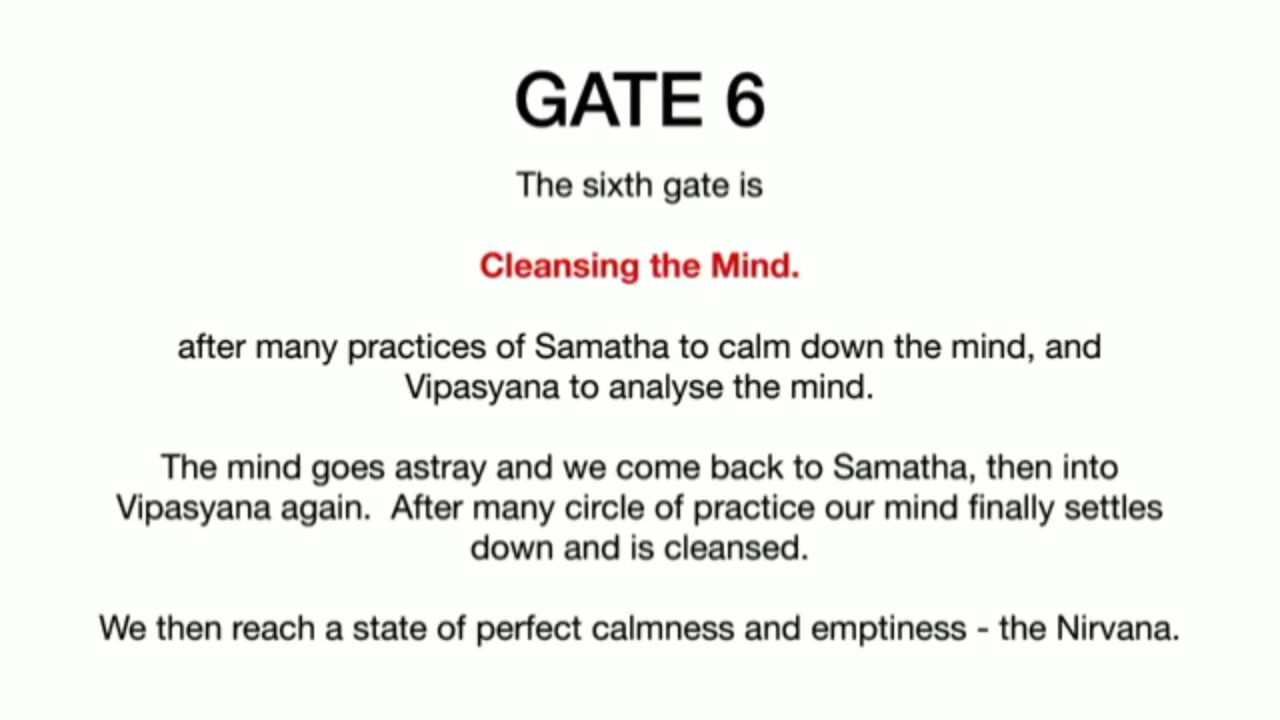 GATE 6
The sixth gate is
Cleansing the Mind.
after many practices of Samatha to calm down the mind, and
Vipasyana to analyse the mind.
The mind goes astray and we come back to Samatha, then into
Vipasyana again.  After many circle of practice our mind finally settles
down and is cleansed.
We then reach a state of perfect calmness and emptiness - the Nirvana.